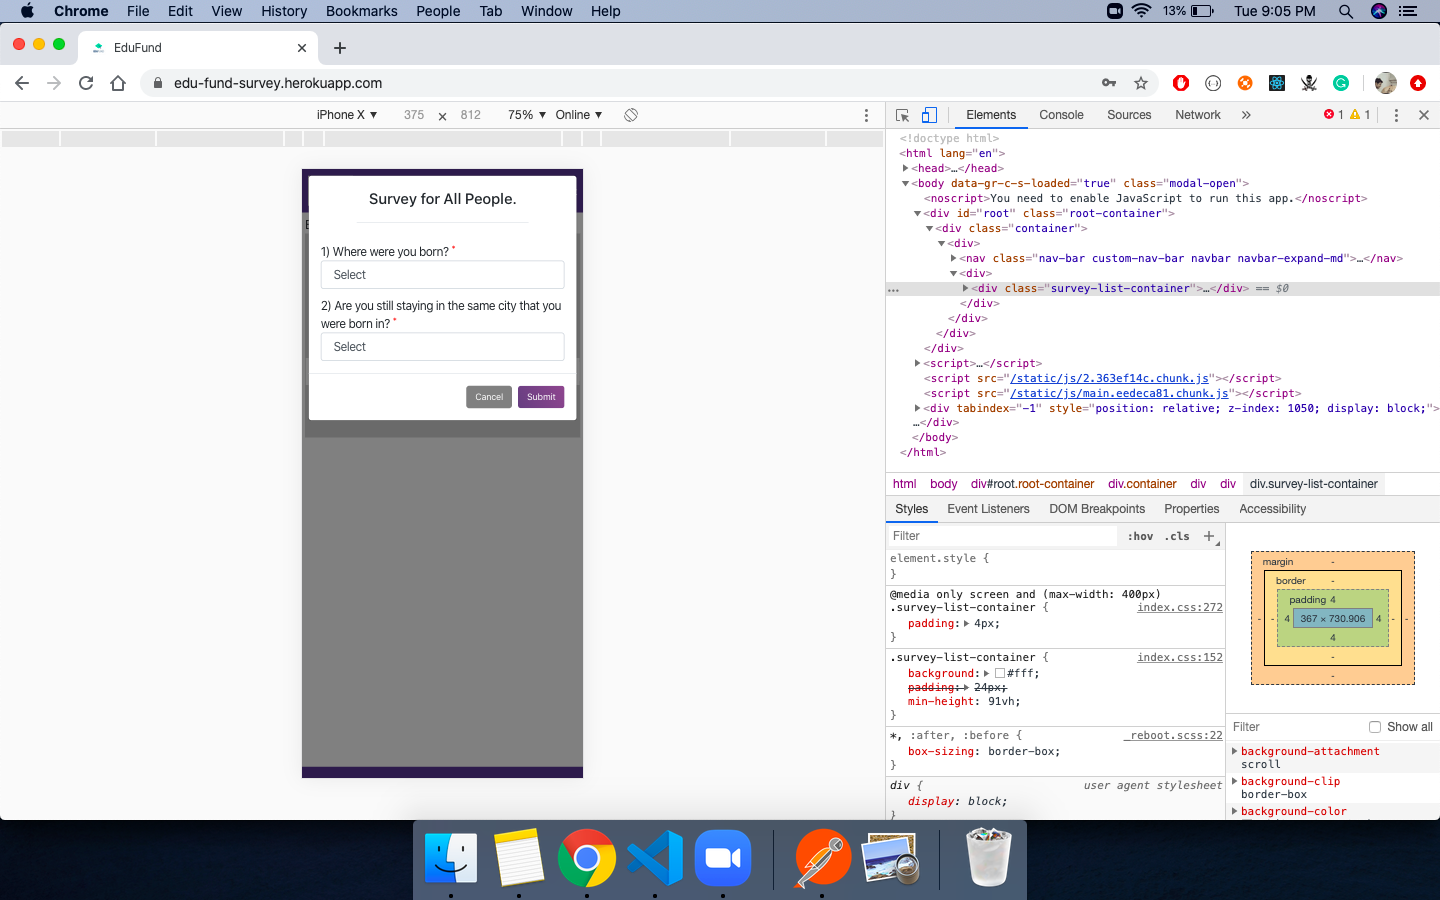 Chrome File Edit View History Bookmarks People Tab Window Help 13% Tue 9:05 PM
EduFund
edu-fund-survey.herokuapp.com
iPhone X ▼ 375 × 812 75% ▼ Online ▼
Survey for All People.
1) Where were you born? *
Select
2) Are you still staying in the same city that you
were born in? *
Select
Cancel Submit
Elements Console Sources Network » 1 1
<!doctype html>
<html lang="en">
<head>…</head>
<body data-gr-c-s-loaded="true" class="modal-open">
<noscript>You need to enable JavaScript to run this app.</noscript>
<div id="root" class="root-container">
<div class="container">
<div>
<nav class="nav-bar custom-nav-bar navbar navbar-expand-md">…</nav>
<div>
… <div class="survey-list-container">…</div> == $0
</div>
</div>
</div>
</div>
<script>…</script>
<script src="/static/js/2.363ef14c.chunk.js"></script>
<script src="/static/js/main.eedeca81.chunk.js"></script>
<div tabindex="-1" style="position: relative; z-index: 1050; display: block;">
…</div>
</body>
</html>
html body div#root.root-container div.container div div div.survey-list-container
Styles Event Listeners DOM Breakpoints Properties Accessibility
Filter :hov .cls +
element.style {
}
@media only screen and (max-width: 400px)
.survey-list-container { index.css:272
padding: 4px;
}
.survey-list-container { index.css:152
background: #fff;
padding: 24px;
min-height: 91vh;
}
*, :after, :before { _reboot.scss:22
box-sizing: border-box;
}
div { user agent stylesheet
display: block;
}
margin -
border -
padding 4
- - 4 367 × 730.906 4 - -
4
-
-
Filter Show all
background-attachment
scroll
background-clip
border-box
background-color